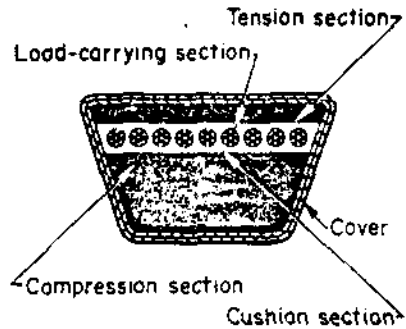 Tension section
Load-carrying section
Cover
Compression section
Cushion section